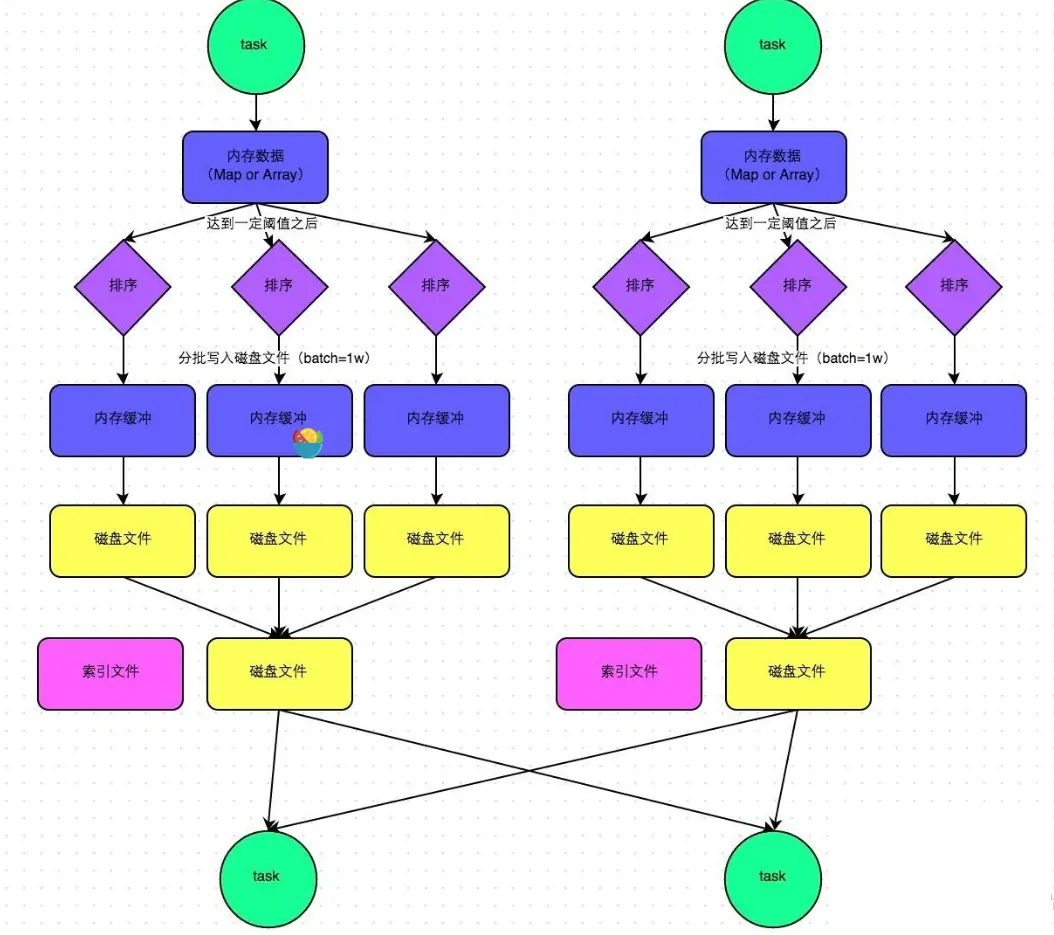 task
task
内存数据
（Map or Array）
内存数据
（Map or Array）
达到一定阈值之后
达到一定阈值之后
排序
排序
排序
排序
排序
排序
分批写入磁盘文件（batch=1w）
分批写入磁盘文件（batch=1w）
内存缓冲
内存缓冲
内存缓冲
内存缓冲
内存缓冲
内存缓冲
磁盘文件
磁盘文件
磁盘文件
磁盘文件
磁盘文件
磁盘文件
索引文件
磁盘文件
索引文件
磁盘文件
task
task